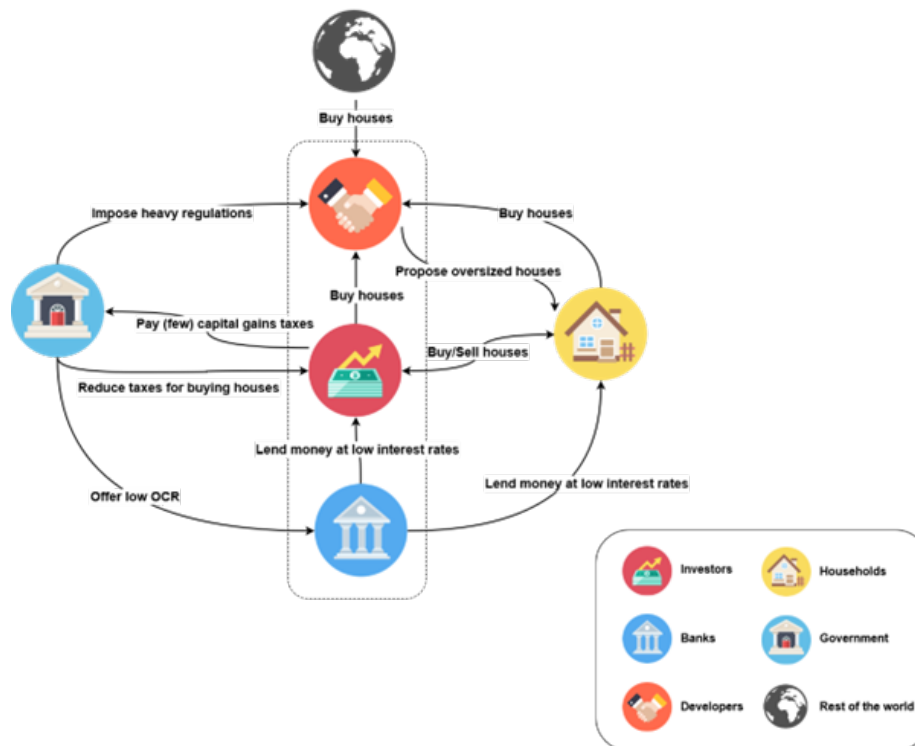 Buy houses
Impose heavy regulations
Buy houses
Propose oversized houses
Buy houses
Pay (few) capital gains taxes
Buy/Sell houses
Reduce taxes for buying houses
Lend money at low interest rates
Lend money at low interest rates
Offer low OCR
Investors
Households
Banks
Government
Developers
Rest of the world